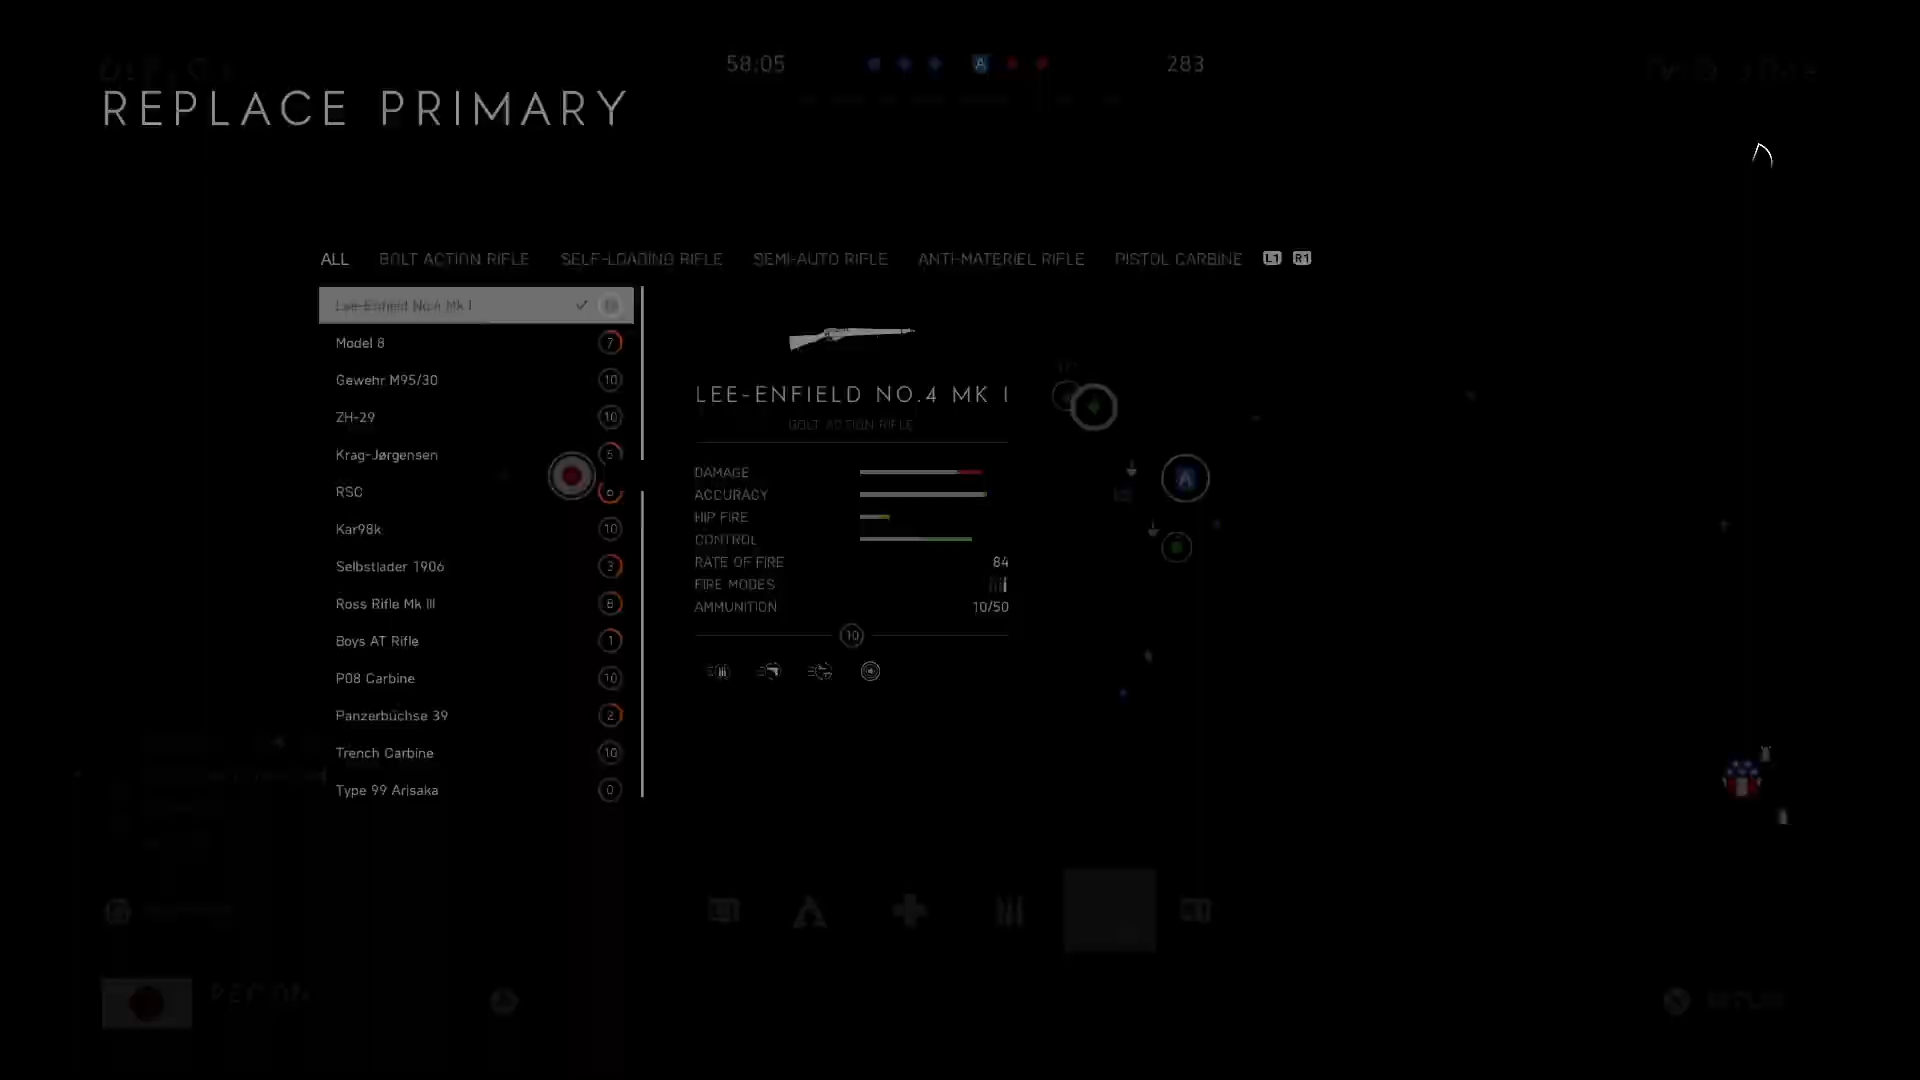 58:05 A 283
REPLACE PRIMARY
ALL BOLT ACTION RIFLE SELF-LOADING RIFLE SEMI-AUTO RIFLE ANTI-MATERIEL RIFLE PISTOL CARBINE L1 R1
Lee-Enfield No.4 Mk I
Model 8 7
Gewehr M95/30 10
ZH-29 10
Krag-Jørgensen 5
RSC 6
Kar98k 10
Selbstlader 1906 3
Ross Rifle Mk III 8
Boys AT Rifle 1
P08 Carbine 10
Panzerbüchse 39 2
Trench Carbine 10
Type 99 Arisaka 0
LEE-ENFIELD NO.4 MK I
BOLT ACTION RIFLE
DAMAGE
ACCURACY
HIP FIRE
CONTROL
RATE OF FIRE 84
FIRE MODES
AMMUNITION 10/50
10
A
RECON